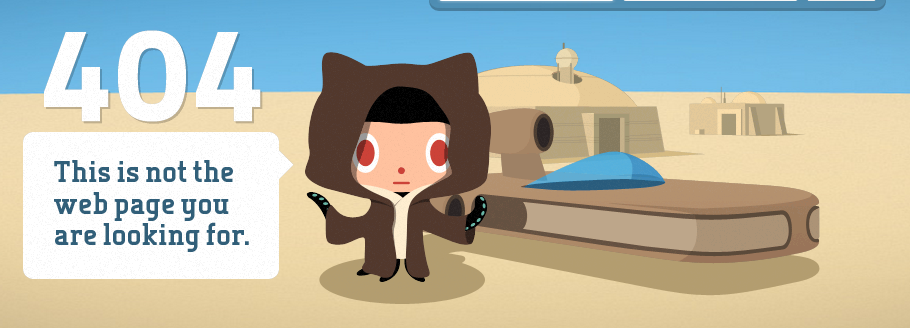 404
This is not the
web page you
are looking for.